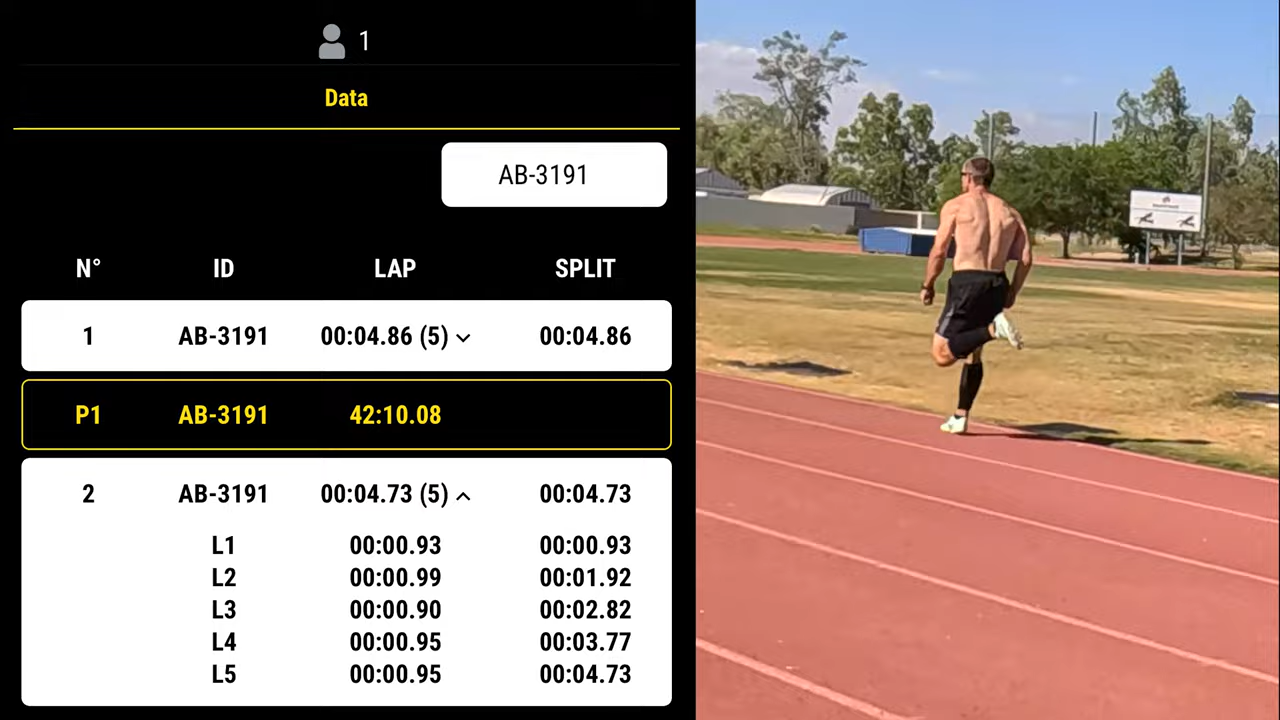 1
Data
AB-3191
N° ID LAP SPLIT
1 AB-3191 00:04.86 (5) 00:04.86
P1 AB-3191 42:10.08
2 AB-3191 00:04.73 (5) 00:04.73
L1 00:00.93 00:00.93
L2 00:00.99 00:01.92
L3 00:00.90 00:02.82
L4 00:00.95 00:03.77
L5 00:00.95 00:04.73